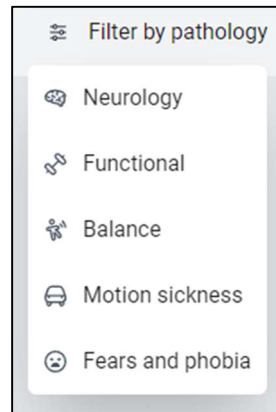 Filter by pathology
Neurology
Functional
Balance
Motion sickness
Fears and phobia